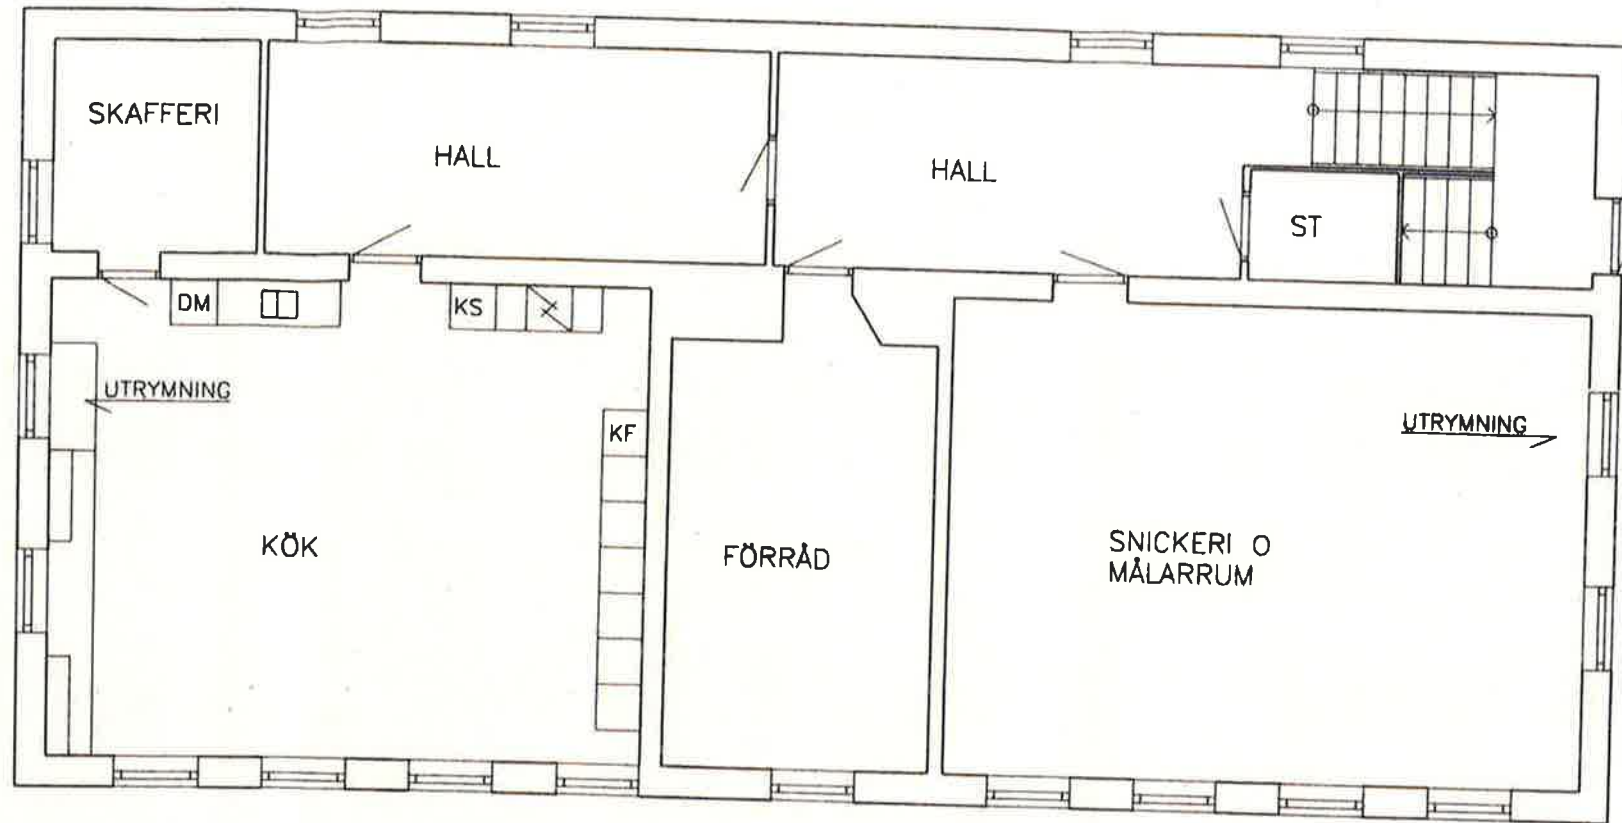 SKAFFERI
HALL
HALL
ST
DM
KS
UTRYMNING
KF
UTRYMNING
KÖK
FÖRRÅD
SNICKERI O
MÅLARRUM